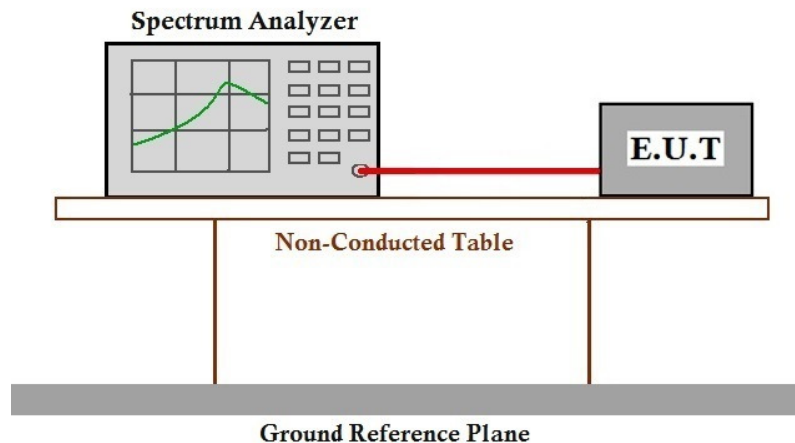 Spectrum Analyzer
E.U.T
Non-Conducted Table
Ground Reference Plane